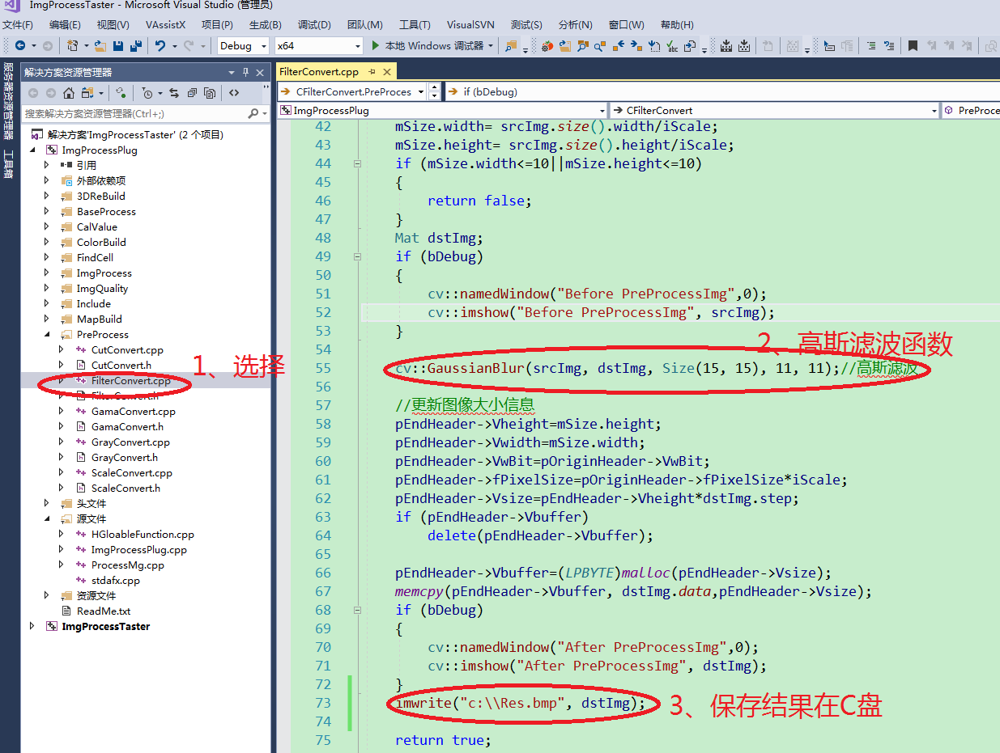 ImgProcessTaster - Microsoft Visual Studio (管理员)
文件(F) 编辑(E) 视图(V) VAssistX 项目(P) 生成(B) 调试(D) 团队(M) 工具(T) VisualSVN 测试(S) 分析(N) 窗口(W) 帮助(H)
Debug x64 本地 Windows 调试器
服务器资源管理器
工具箱
解决方案资源管理器
搜索解决方案资源管理器(Ctrl+;)
解决方案'ImgProcessTaster' (2 个项目)
ImgProcessPlug
引用
外部依赖项
3DReBuild
BaseProcess
CalValue
ColorBuild
FindCell
ImgProcess
ImgQuality
Include
MapBuild
PreProcess
CutConvert.cpp
CutConvert.h
FilterConvert.cpp
FilterConvert.h
GamaConvert.cpp
GamaConvert.h
GrayConvert.cpp
GrayConvert.h
ScaleConvert.cpp
ScaleConvert.h
头文件
源文件
HGloableFunction.cpp
ImgProcessPlug.cpp
ProcessMg.cpp
stdafx.cpp
资源文件
ReadMe.txt
ImgProcessTaster
1、选择
FilterConvert.cpp
CFilterConvert.PreProces if (bDebug)
ImgProcessPlug CFilterConvert PreProce
42 mSize.width= srcImg.size().width/iScale;
43 mSize.height= srcImg.size().height/iScale;
44 if (mSize.width<=10||mSize.height<=10)
45 {
46 return false;
47 }
48 Mat dstImg;
49 if (bDebug)
50 {
51 cv::namedWindow("Before PreProcessImg",0);
52 cv::imshow("Before PreProcessImg", srcImg);
53 }
54
2、高斯滤波函数
55 cv::GaussianBlur(srcImg, dstImg, Size(15, 15), 11, 11);//高斯滤波
56
57 //更新图像大小信息
58 pEndHeader->Vheight=mSize.height;
59 pEndHeader->Vwidth=mSize.width;
60 pEndHeader->VwBit=pOriginHeader->VwBit;
61 pEndHeader->fPixelSize=pOriginHeader->fPixelSize*iScale;
62 pEndHeader->Vsize=pEndHeader->Vheight*dstImg.step;
63 if (pEndHeader->Vbuffer)
64 delete(pEndHeader->Vbuffer);
65
66 pEndHeader->Vbuffer=(LPBYTE)malloc(pEndHeader->Vsize);
67 memcpy(pEndHeader->Vbuffer, dstImg.data,pEndHeader->Vsize);
68 if (bDebug)
69 {
70 cv::namedWindow("After PreProcessImg",0);
71 cv::imshow("After PreProcessImg", dstImg);
72 }
73 imwrite("c:\\Res.bmp", dstImg); 3、保存结果在C盘
74
75 return true;